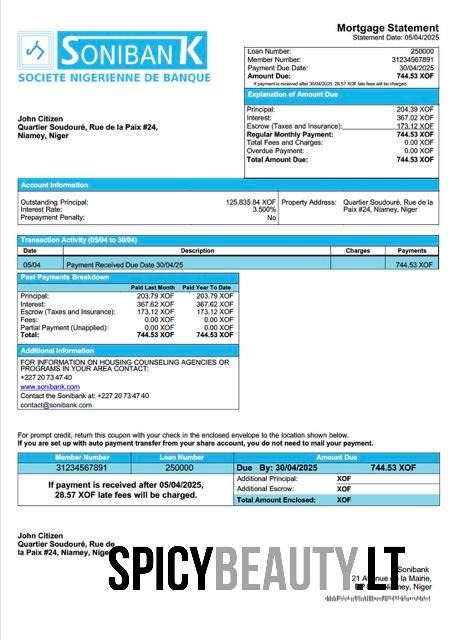 Mortgage Statement
Statement Date: 05/04/2025
SONIBANK
SOCIETE NIGERIENNE DE BANQUE
Loan Number: 250000
Member Number: 31234567891
Payment Due Date: 30/04/2025
Amount Due: 744.53 XOF
If payment is received after 30/04/2025, 28.57 XOF late fees will be charged.
Explanation of Amount Due
Principal: 204.39 XOF
Interest: 367.02 XOF
Escrow (Taxes and Insurance): 173.12 XOF
Regular Monthly Payment: 744.53 XOF
Total Fees and Charges: 0.00 XOF
Overdue Payment: 0.00 XOF
Total Amount Due: 744.53 XOF
John Citizen
Quartier Soudouré, Rue de la Paix #24,
Niamey, Niger
Account Information
Outstanding Principal: 125,835.84 XOF
Interest Rate: 3.500%
Prepayment Penalty: No
Property Address: Quartier Soudouré, Rue de la
Paix #24, Niamey, Niger
Transaction Activity (05/04 to 30/04)
Date Description Charges Payments
05/04 Payment Received Due Date 30/04/25 744.53 XOF
Past Payments Breakdown
Paid Last Month Paid Year To Date
Principal: 203.79 XOF 203.79 XOF
Interest: 367.62 XOF 367.62 XOF
Escrow (Taxes and Insurance): 173.12 XOF 173.12 XOF
Fees: 0.00 XOF 0.00 XOF
Partial Payment (Unapplied): 0.00 XOF 0.00 XOF
Total: 744.53 XOF 744.53 XOF
Additional Information
FOR INFORMATION ON HOUSING COUNSELING AGENCIES OR
PROGRAMS IN YOUR AREA CONTACT:
+227 20 73 47 40
www.sonibank.com
Contact the Sonibank at: +227 20 73 47 40
contact@sonibank.com
For prompt credit, return this coupon with your check in the enclosed envelope to the location shown below.
If you are set up with auto payment transfer from your share account, you do not need to mail your payment.
Member Number Loan Number Amount Due
31234567891 250000 Due By: 30/04/2025 744.53 XOF
If payment is received after 05/04/2025,
28.57 XOF late fees will be charged.
Additional Principal: XOF
Additional Escrow: XOF
Total Amount Enclosed: XOF
John Citizen
Quartier Soudouré, Rue de
la Paix #24, Niamey, Niger
SPICYBEAUTY.LT
Sonibank
21 de la Mairie,
Niamey, Niger